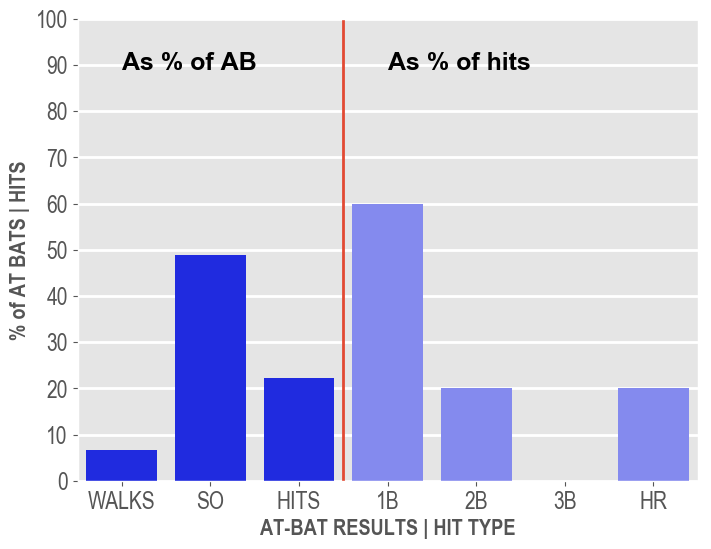 100
90
80
70
60
50
40
30
20
10
0
% of AT BATS | HITS
As % of AB
As % of hits
WALKS SO HITS 1B 2B 3B HR
AT-BAT RESULTS | HIT TYPE